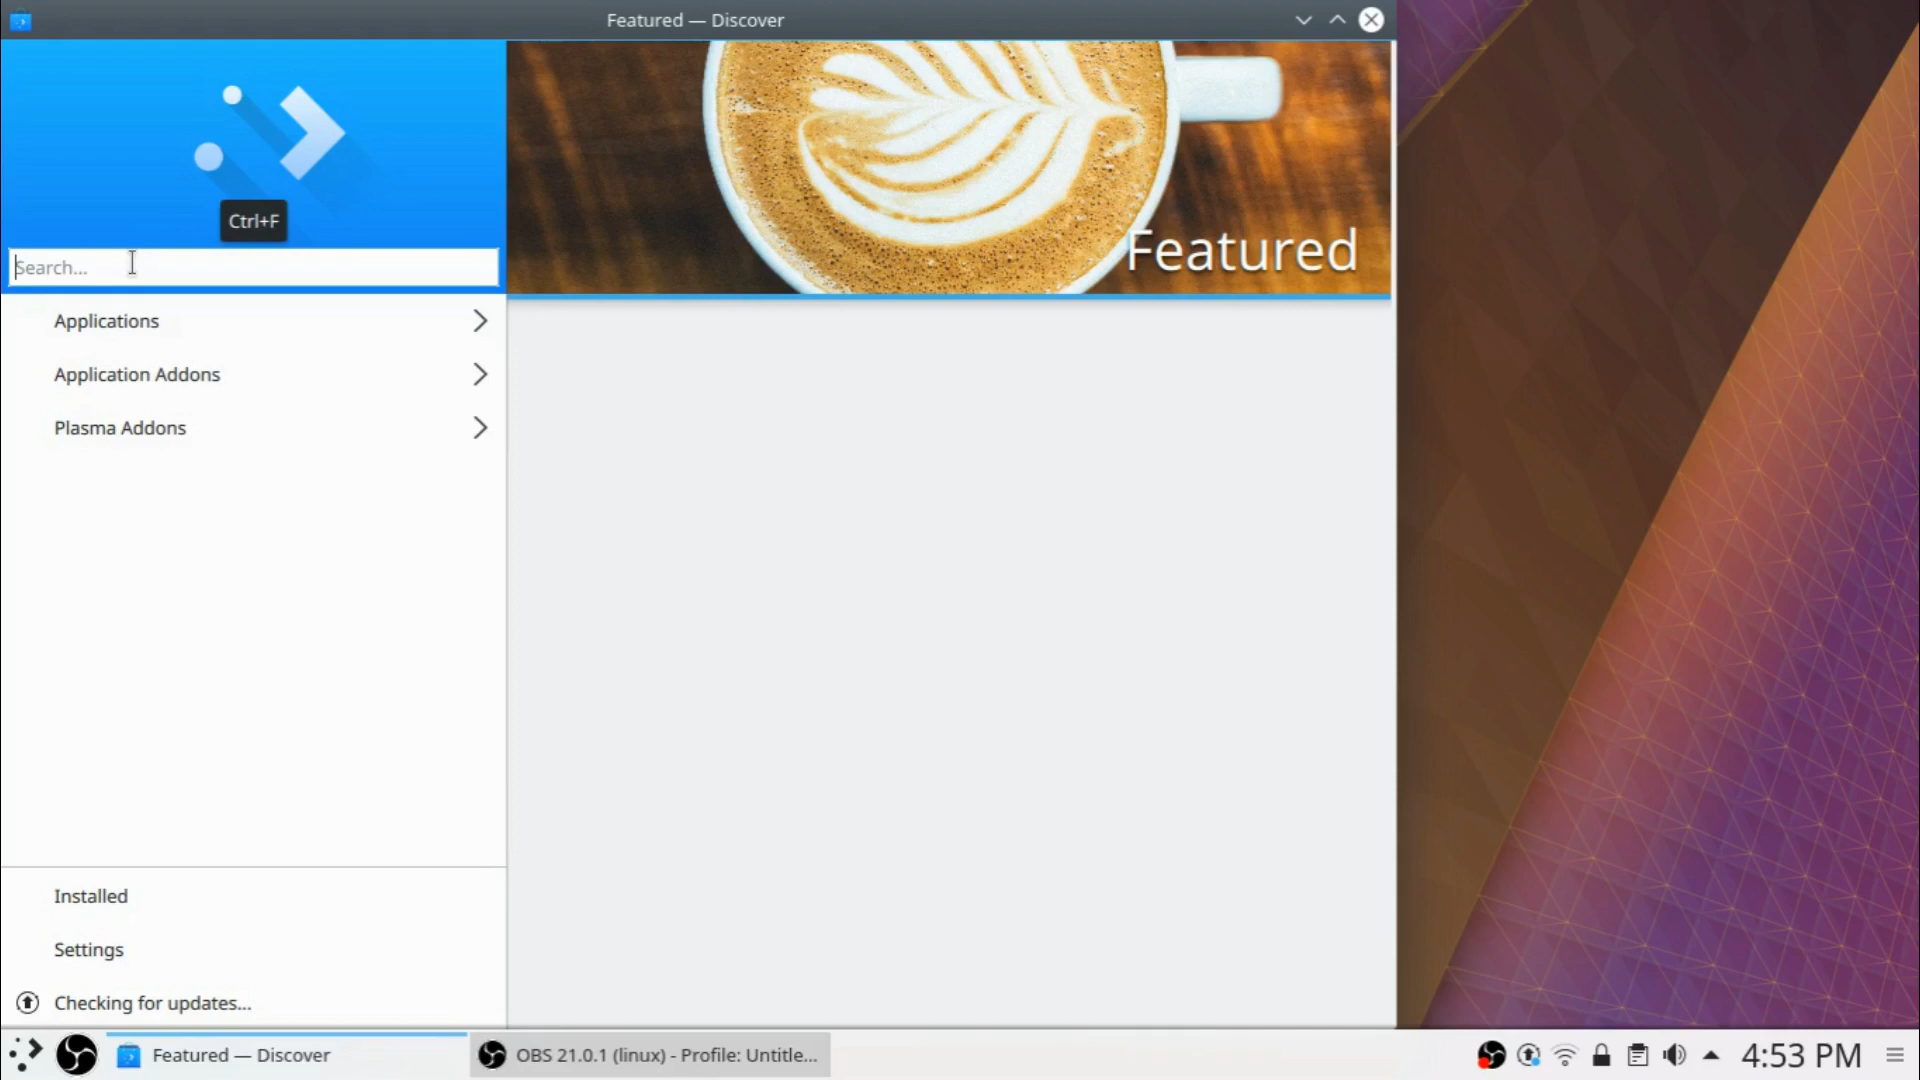 Featured — Discover
Ctrl+F
Search...
Featured
Applications
Application Addons
Plasma Addons
Installed
Settings
Checking for updates...
Featured — Discover
OBS 21.0.1 (linux) - Profile: Untitle...
4:53 PM